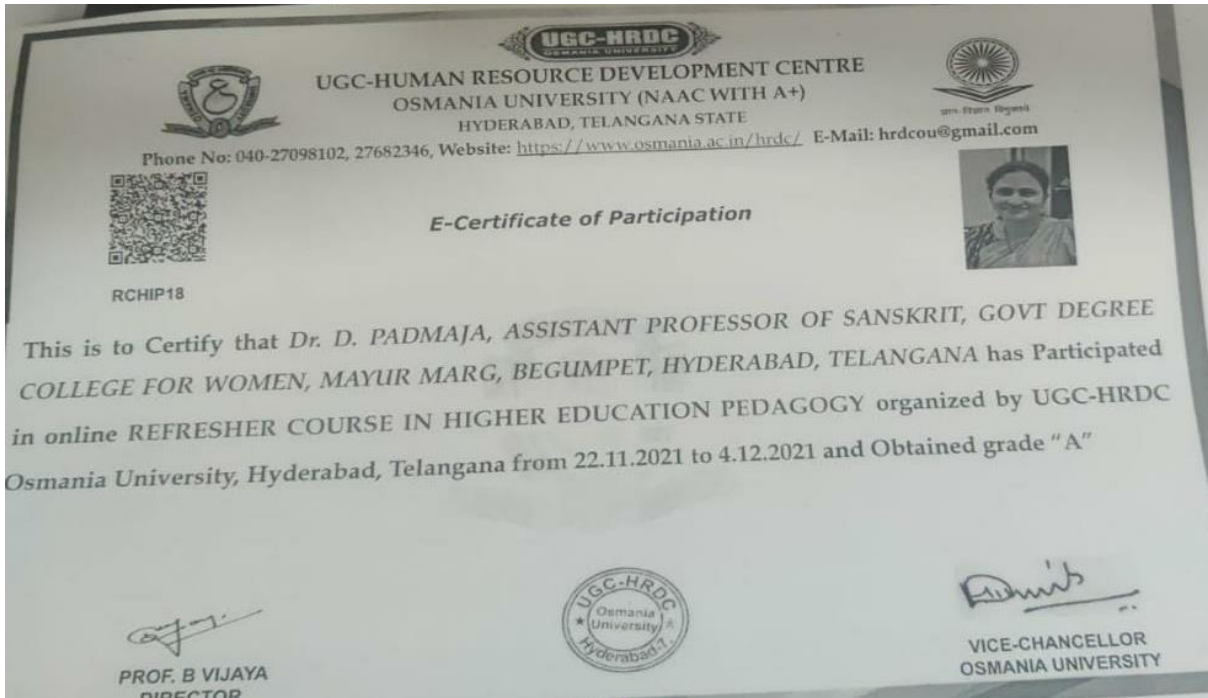 UGC-HRDC
OSMANIA UNIVERSITY
UGC-HUMAN RESOURCE DEVELOPMENT CENTRE
OSMANIA UNIVERSITY (NAAC WITH A+)
HYDERABAD, TELANGANA STATE
ज्ञान-विज्ञान विमुक्तये
Phone No: 040-27098102, 27682346, Website: https://www.osmania.ac.in/hrdc/ E-Mail: hrdcou@gmail.com
E-Certificate of Participation
RCHIP18
This is to Certify that Dr. D. PADMAJA, ASSISTANT PROFESSOR OF SANSKRIT, GOVT DEGREE
COLLEGE FOR WOMEN, MAYUR MARG, BEGUMPET, HYDERABAD, TELANGANA has Participated
in online REFRESHER COURSE IN HIGHER EDUCATION PEDAGOGY organized by UGC-HRDC
Osmania University, Hyderabad, Telangana from 22.11.2021 to 4.12.2021 and Obtained grade "A"
UGC-HRDC
Osmania
University
Hyderabad-7.
PROF. B VIJAYA
DIRECTOR
VICE-CHANCELLOR
OSMANIA UNIVERSITY